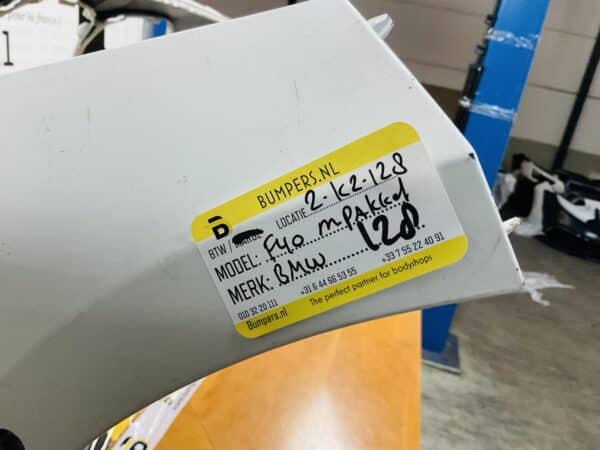 1
BUMPERS.NL
BTW / LOCATIE 2-K2-128
MODEL: F40 MPAKKET
MERK: BMW 128
010 32 20 111 +31 6 44 66 53 55 +33 7 55 22 40 91
Bumpers.nl The perfect partner for bodyshops